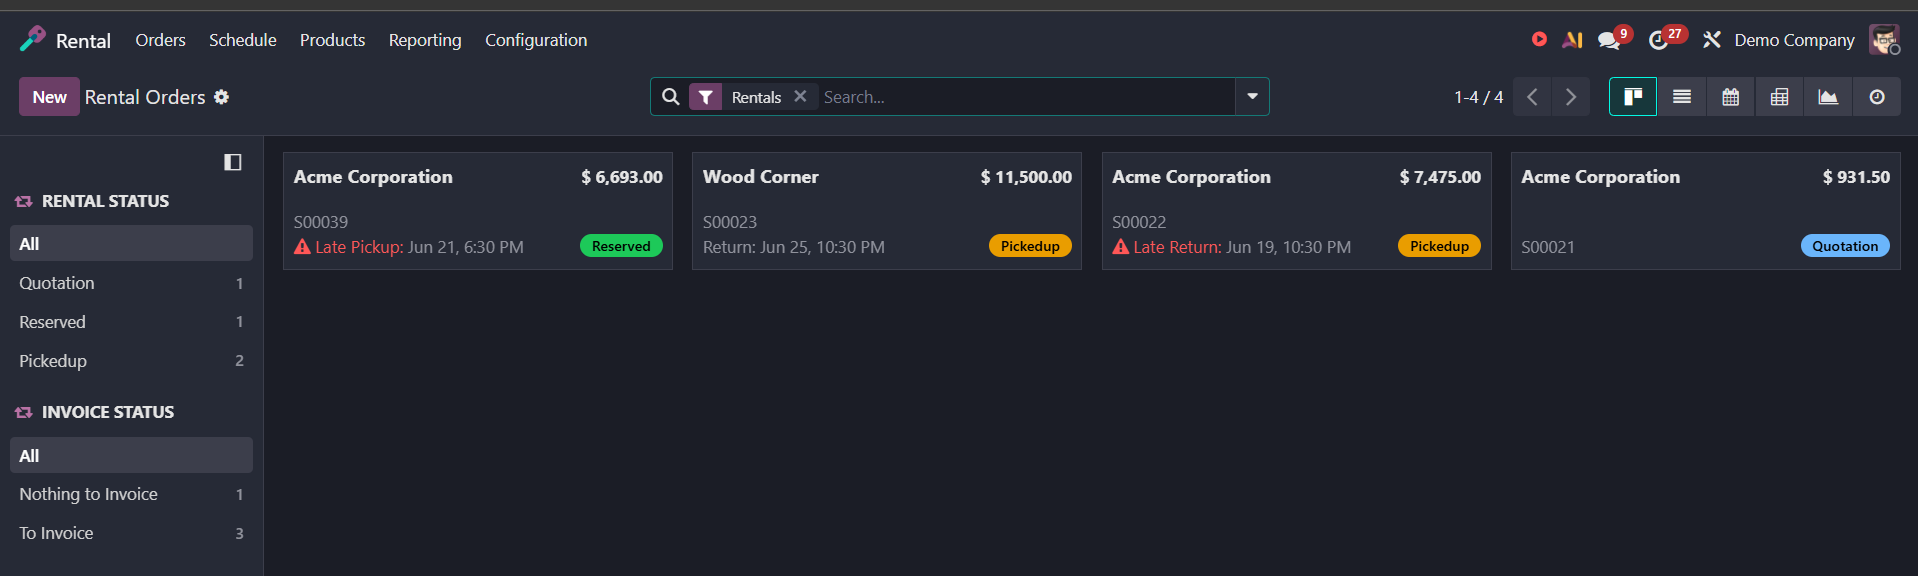 Rental Orders Schedule Products Reporting Configuration AI 9 27 Demo Company
New Rental Orders Rentals Search... 1-4 / 4
RENTAL STATUS
All
Quotation 1
Reserved 1
Pickedup 2
INVOICE STATUS
All
Nothing to Invoice 1
To Invoice 3
Acme Corporation $ 6,693.00
S00039
Late Pickup: Jun 21, 6:30 PM Reserved
Wood Corner $ 11,500.00
S00023
Return: Jun 25, 10:30 PM Pickedup
Acme Corporation $ 7,475.00
S00022
Late Return: Jun 19, 10:30 PM Pickedup
Acme Corporation $ 931.50
S00021 Quotation